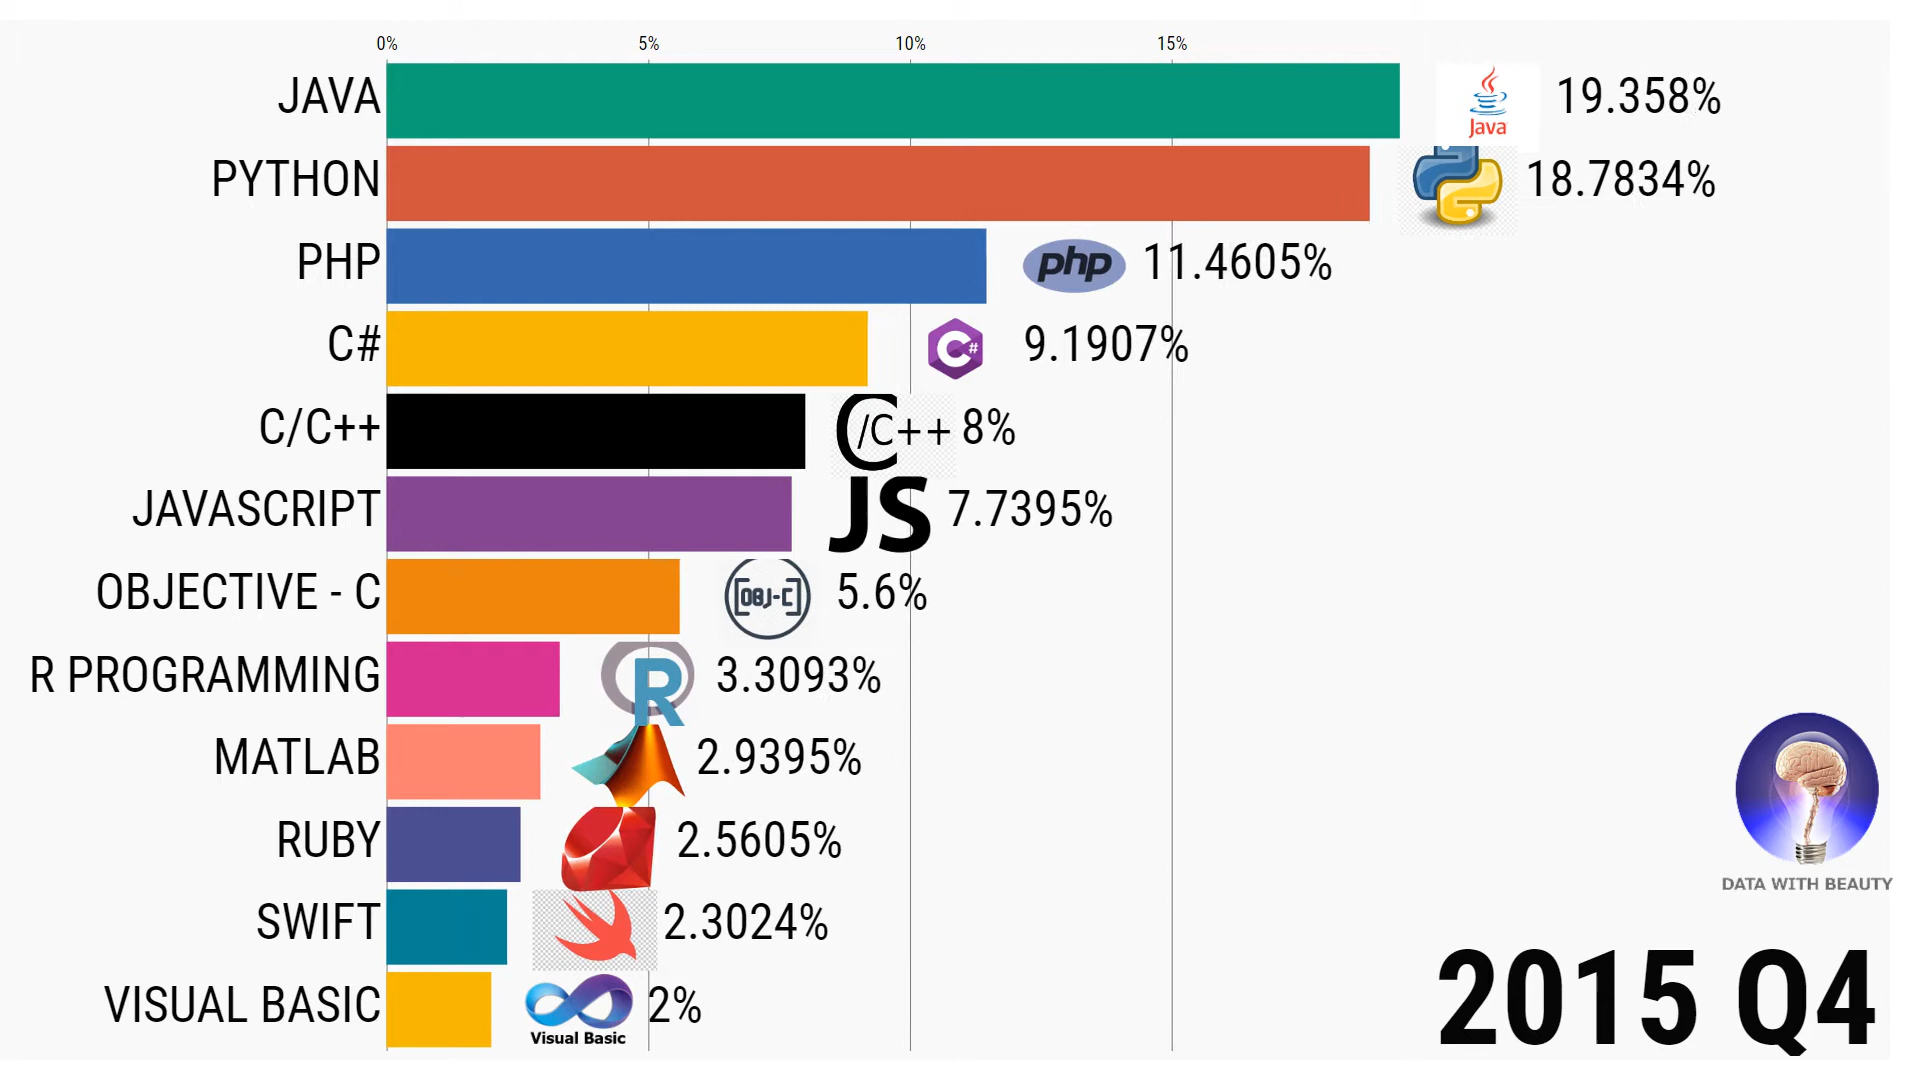 0% 5% 10% 15%
JAVA Java 19.358%
PYTHON 18.7834%
PHP php 11.4605%
C# C# 9.1907%
C/C++ C/C++ 8%
JAVASCRIPT JS 7.7395%
OBJECTIVE - C [OBJ-C] 5.6%
R PROGRAMMING R 3.3093%
MATLAB 2.9395%
RUBY 2.5605%
SWIFT 2.3024%
VISUAL BASIC Visual Basic 2%
DATA WITH BEAUTY
2015 Q4